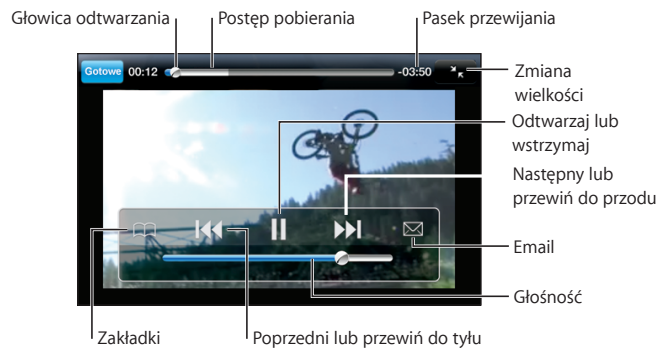 Głowica odtwarzania
Postęp pobierania
Pasek przewijania
Gotowe 00:12 -03:50
Zmiana
wielkości
Odtwarzaj lub
wstrzymaj
Następny lub
przewiń do przodu
Email
Głośność
Zakładki
Poprzedni lub przewiń do tyłu